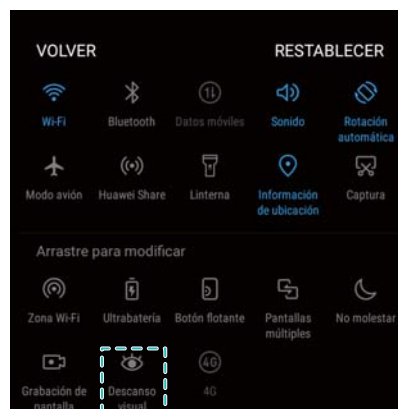 VOLVER RESTABLECER
Wi-Fi Bluetooth Datos móviles Sonido Rotación
automática
Modo avión Huawei Share Linterna Información Captura
de ubicación
Arrastre para modificar
Zona Wi-Fi Ultrabatería Botón flotante Pantallas No molestar
múltiples
4G
Grabación de Descanso 4G
pantalla visual